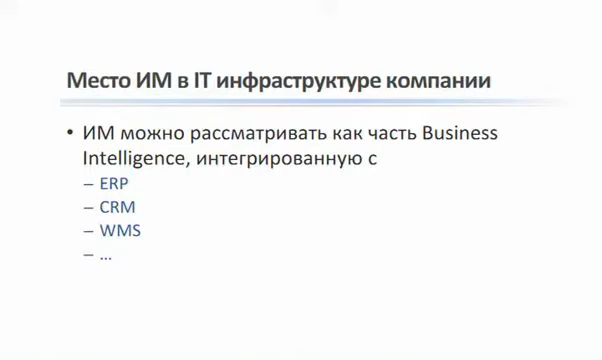 Место ИМ в IT инфраструктуре компании
• ИМ можно рассматривать как часть Business
Intelligence, интегрированную с
– ERP
– CRM
– WMS
– ...